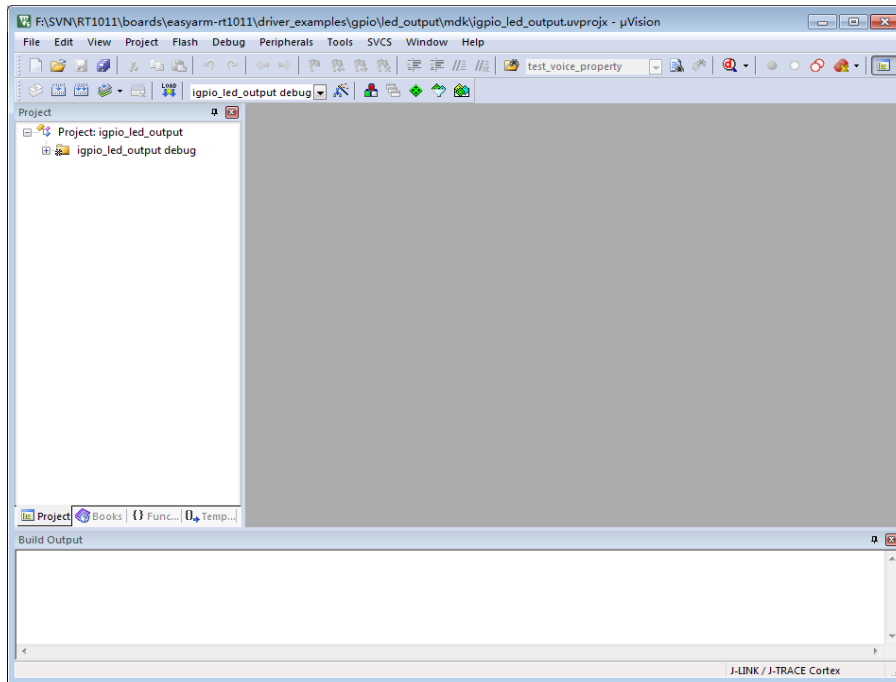 F:\SVN\RT1011\boards\easyarm-rt1011\driver_examples\gpio\led_output\mdk\igpio_led_output.uvprojx - µVision
File Edit View Project Flash Debug Peripherals Tools SVCS Window Help
test_voice_property
LOAD igpio_led_output debug
Project
Project: igpio_led_output
igpio_led_output debug
Project Books {} Func... 0 Temp...
Build Output
J-LINK / J-TRACE Cortex